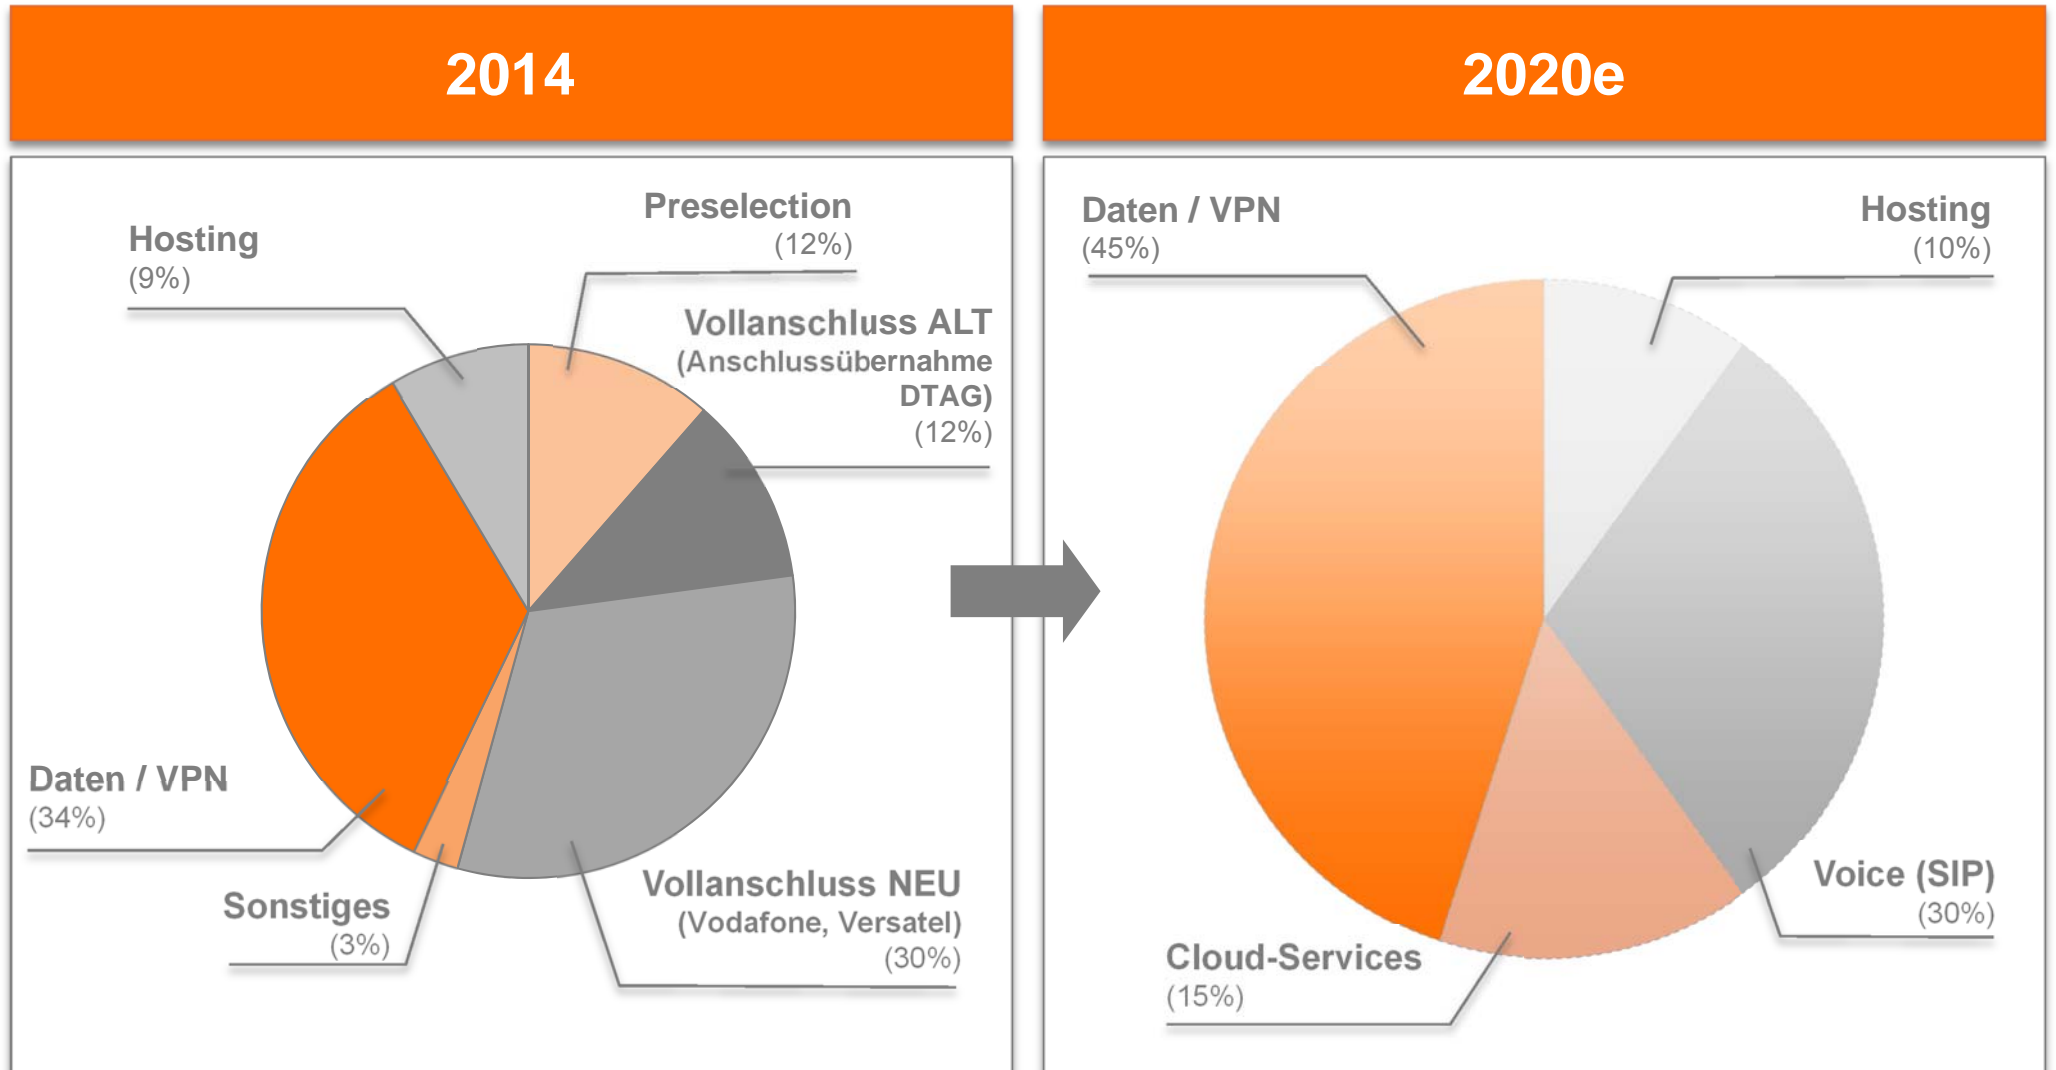 2014
Hosting
(9%)
Preselection
(12%)
Vollanschluss ALT
(Anschlussübernahme
DTAG)
(12%)
Daten / VPN
(34%)
Sonstiges
(3%)
Vollanschluss NEU
(Vodafone, Versatel)
(30%)
2020e
Daten / VPN
(45%)
Hosting
(10%)
Voice (SIP)
(30%)
Cloud-Services
(15%)